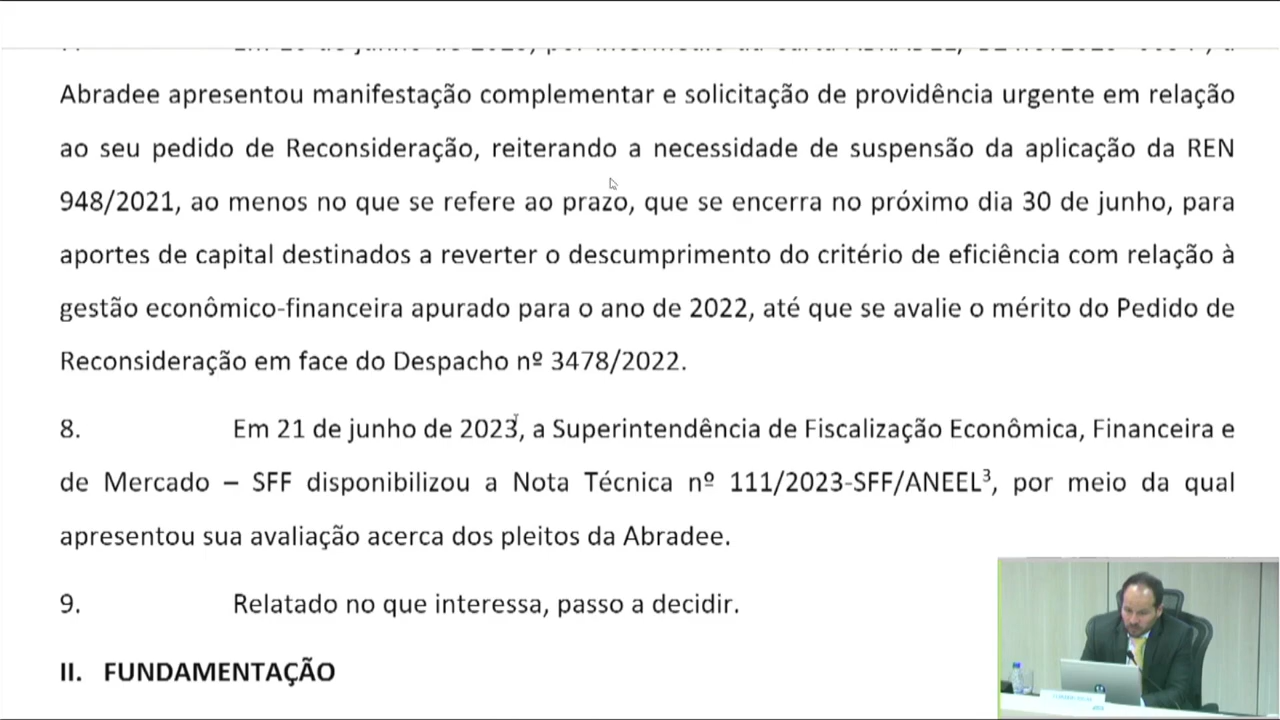 Abradee apresentou manifestação complementar e solicitação de providência urgente em relação
ao seu pedido de Reconsideração, reiterando a necessidade de suspensão da aplicação da REN
948/2021, ao menos no que se refere ao prazo, que se encerra no próximo dia 30 de junho, para
aportes de capital destinados a reverter o descumprimento do critério de eficiência com relação à
gestão econômico-financeira apurado para o ano de 2022, até que se avalie o mérito do Pedido de
Reconsideração em face do Despacho nº 3478/2022.
8. Em 21 de junho de 2023, a Superintendência de Fiscalização Econômica, Financeira e
de Mercado – SFF disponibilizou a Nota Técnica nº 111/2023-SFF/ANEEL³, por meio da qual
apresentou sua avaliação acerca dos pleitos da Abradee.
9. Relatado no que interessa, passo a decidir.
II. FUNDAMENTAÇÃO